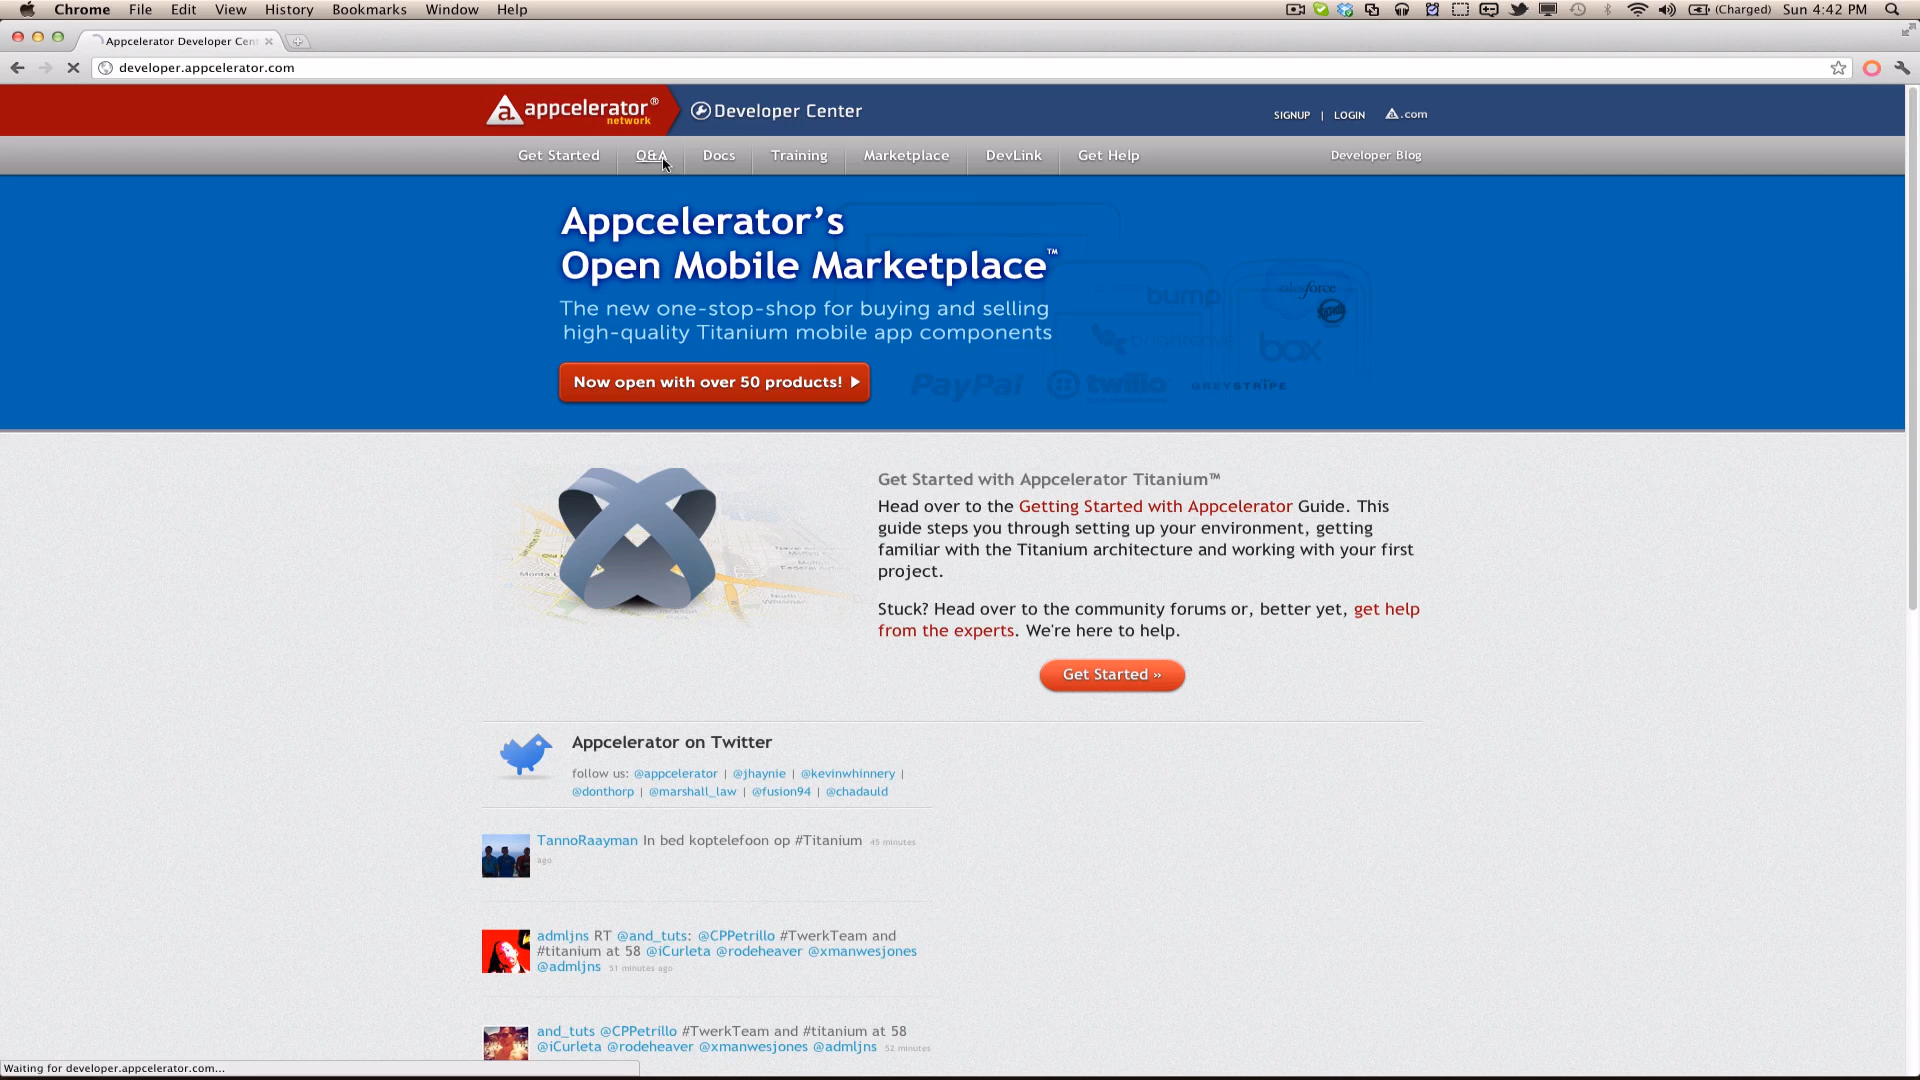 Chrome File Edit View History Bookmarks Window Help (Charged) Sun 4:42 PM
Appcelerator Developer Cen
developer.appcelerator.com
appcelerator® network Developer Center SIGNUP | LOGIN .com
Get Started Q&A Docs Training Marketplace DevLink Get Help Developer Blog
Appcelerator’s
Open Mobile Marketplace™
The new one-stop-shop for buying and selling
high-quality Titanium mobile app components
Now open with over 50 products!
bump salesforce
brightcove box
PayPal twilio GREYSTRIPE
Get Started with Appcelerator Titanium™
Head over to the Getting Started with Appcelerator Guide. This
guide steps you through setting up your environment, getting
familiar with the Titanium architecture and working with your first
project.
Stuck? Head over to the community forums or, better yet, get help
from the experts. We're here to help.
Get Started »
Appcelerator on Twitter
follow us: @appcelerator | @jhaynie | @kevinwhinnery |
@donthorp | @marshall_law | @fusion94 | @chadauld
TannoRaayman In bed koptelefoon op #Titanium 45 minutes
ago
admljns RT @and_tuts: @CPPetrillo #TwerkTeam and
#titanium at 58 @iCurleta @rodeheaver @xmanwesjones
@admljns 51 minutes ago
and_tuts @CPPetrillo #TwerkTeam and #titanium at 58
@iCurleta @rodeheaver @xmanwesjones @admljns 52 minutes
Waiting for developer.appcelerator.com...